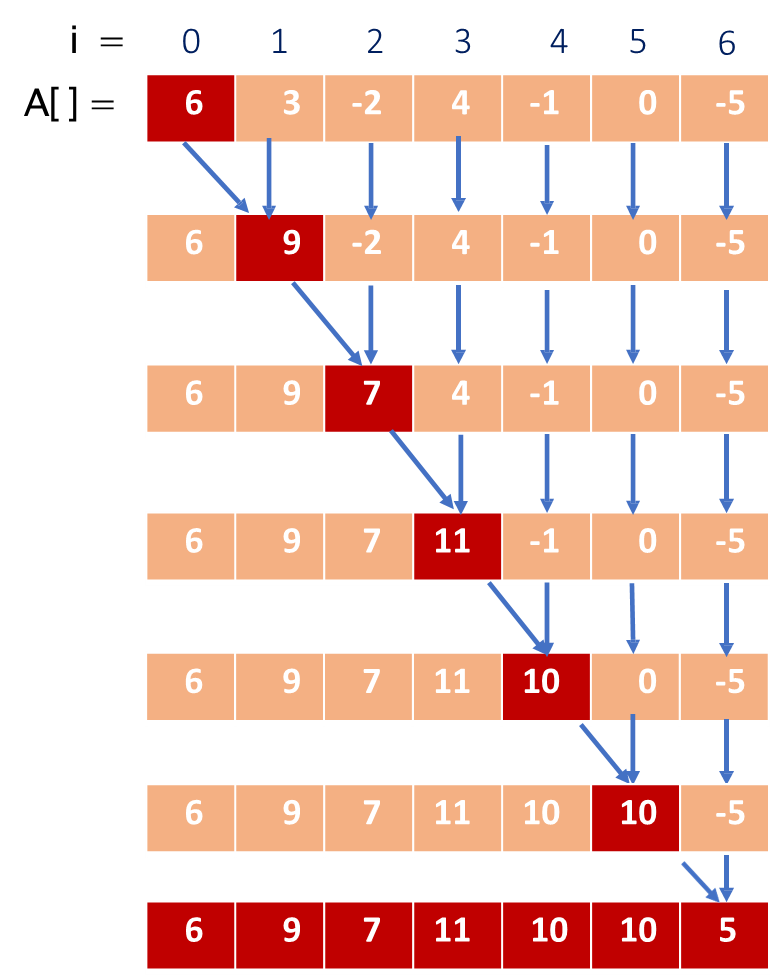 i = 0 1 2 3 4 5 6
A[ ] = 6 3 -2 4 -1 0 -5
6 9 -2 4 -1 0 -5
6 9 7 4 -1 0 -5
6 9 7 11 -1 0 -5
6 9 7 11 10 0 -5
6 9 7 11 10 10 -5
6 9 7 11 10 10 5